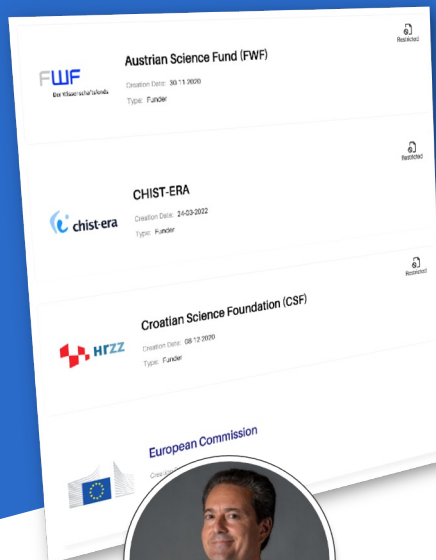 Restricted
FWF
Der Wissenschaftsfonds
Austrian Science Fund (FWF)
Creation Date: 30-11-2020
Type: Funder
Restricted
chist-era
CHIST-ERA
Creation Date: 24-03-2022
Type: Funder
Restricted
HRZZ
Croatian Science Foundation (CSF)
Creation Date: 08-12-2020
Type: Funder
European Commission
Creation